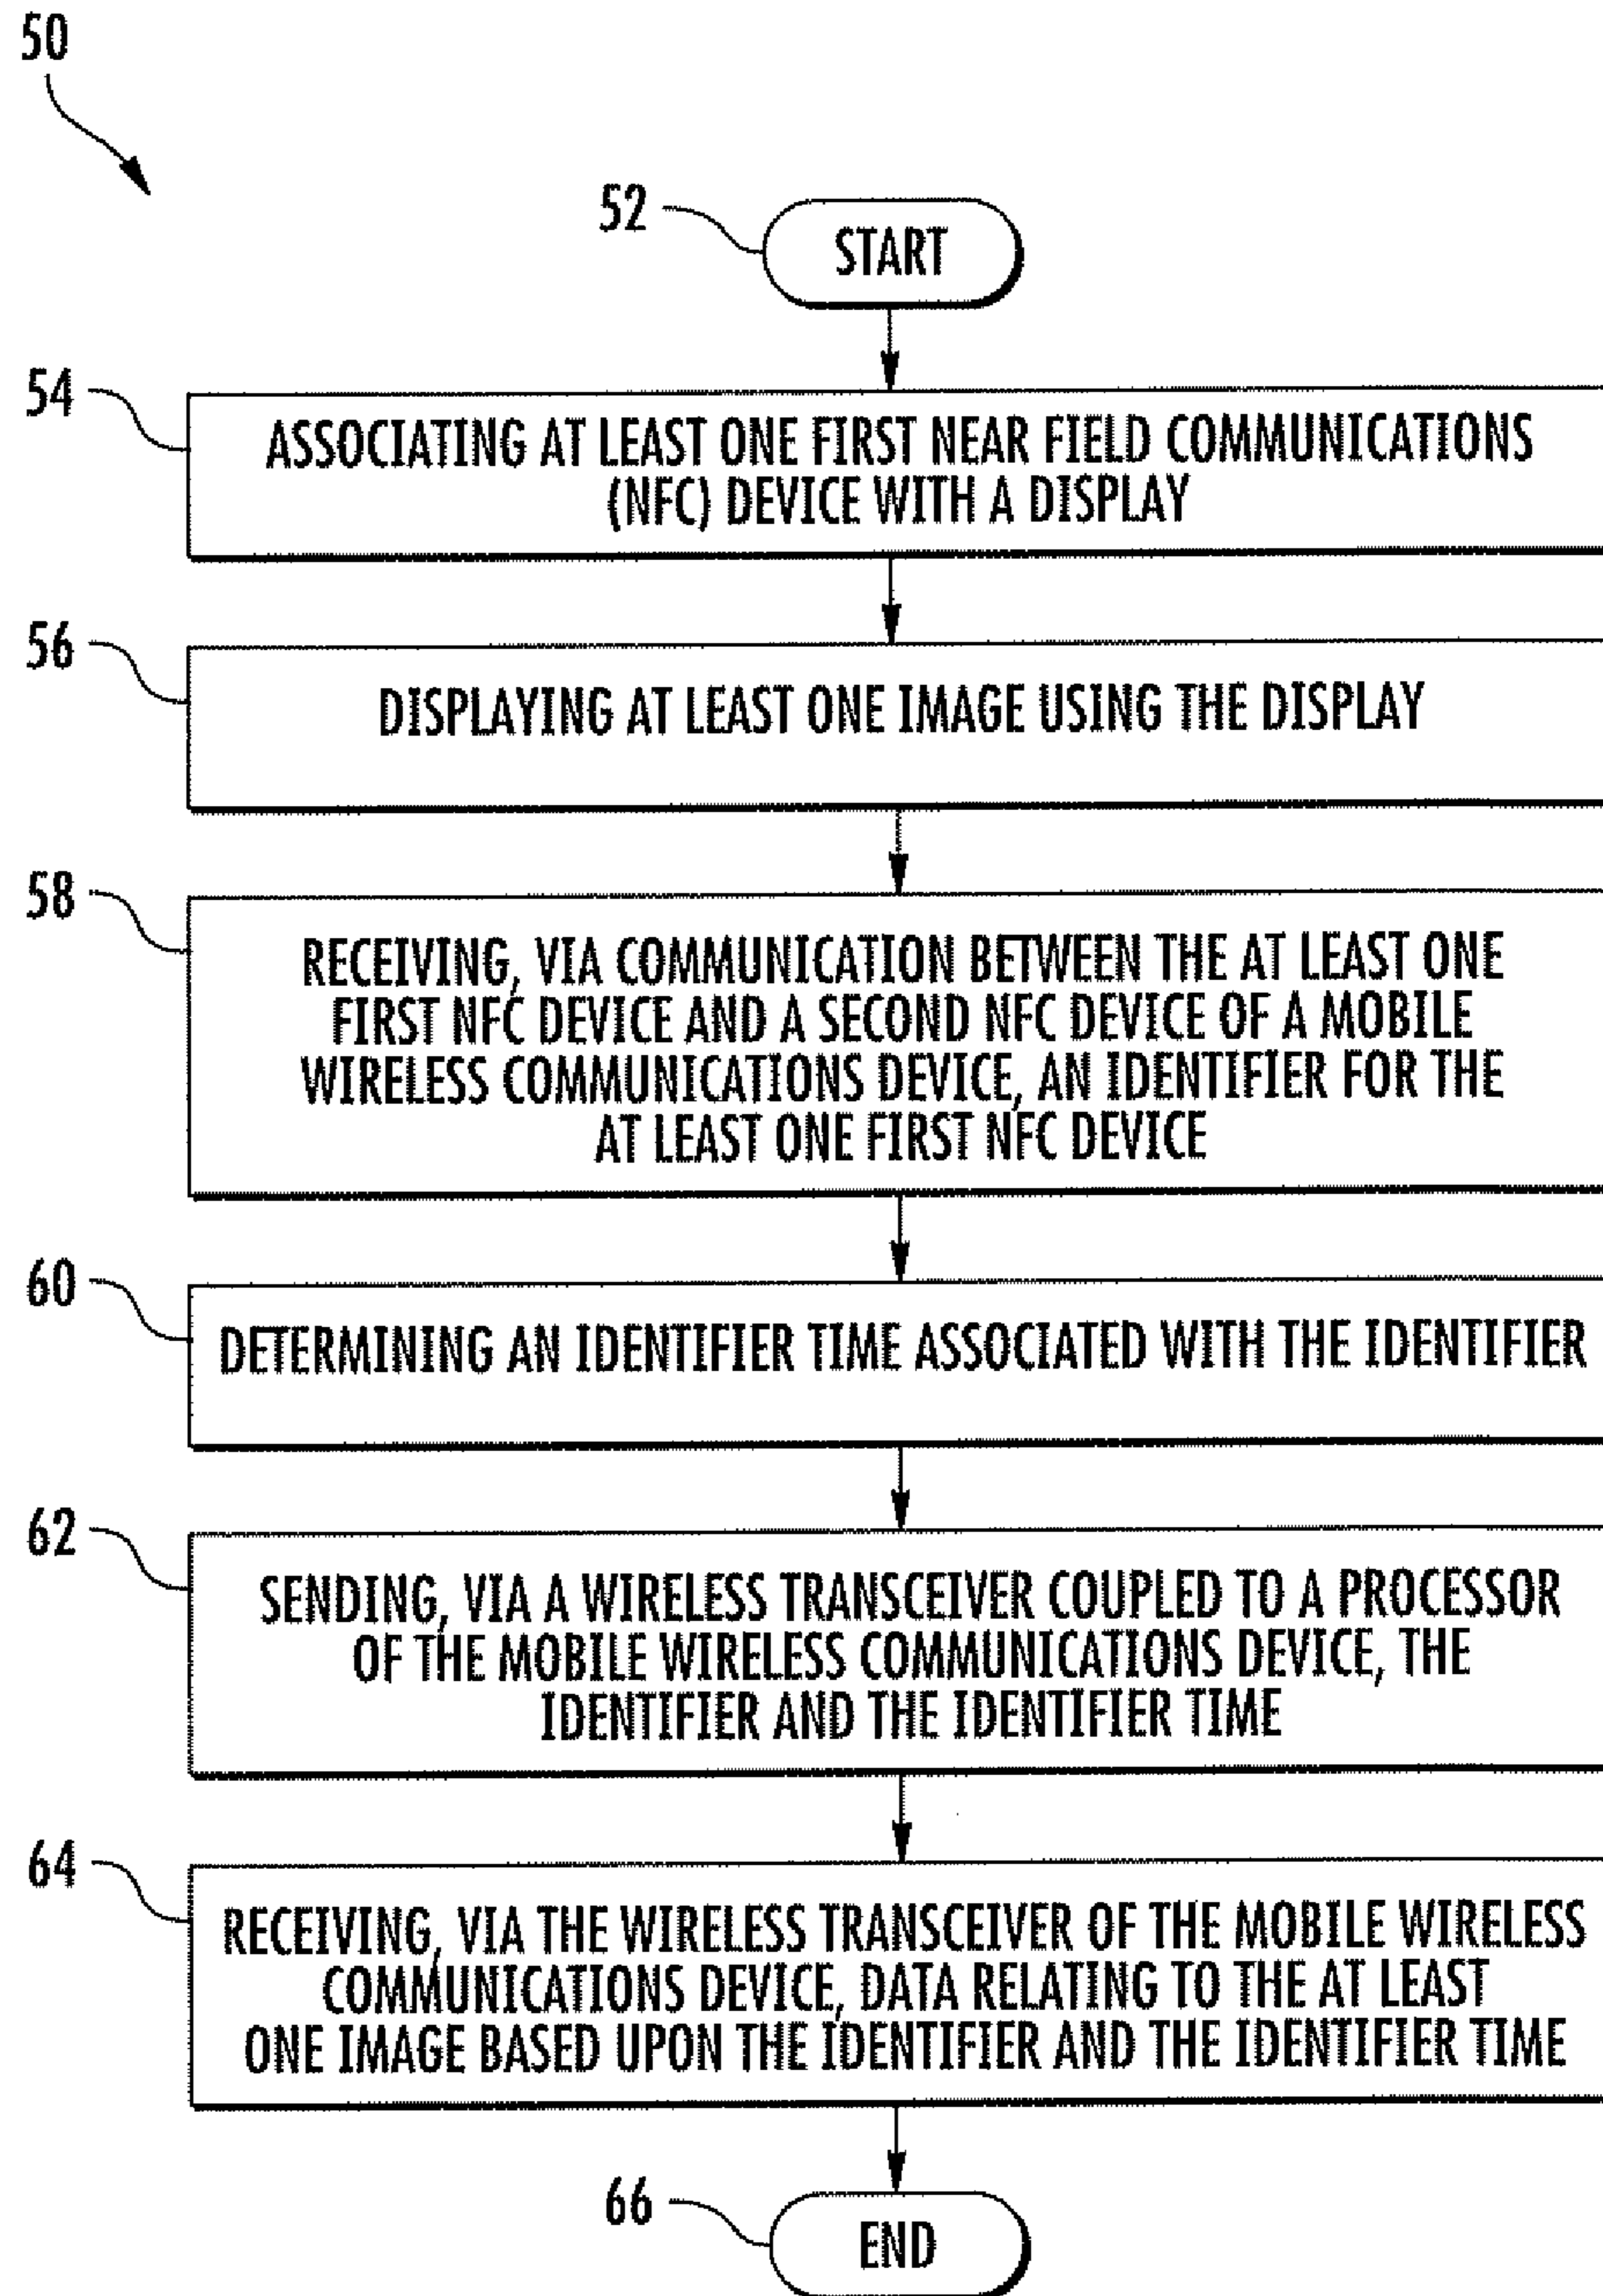 50
52
START
54
ASSOCIATING AT LEAST ONE FIRST NEAR FIELD COMMUNICATIONS
(NFC) DEVICE WITH A DISPLAY
56
DISPLAYING AT LEAST ONE IMAGE USING THE DISPLAY
58
RECEIVING, VIA COMMUNICATION BETWEEN THE AT LEAST ONE
FIRST NFC DEVICE AND A SECOND NFC DEVICE OF A MOBILE
WIRELESS COMMUNICATIONS DEVICE, AN IDENTIFIER FOR THE
AT LEAST ONE FIRST NFC DEVICE
60
DETERMINING AN IDENTIFIER TIME ASSOCIATED WITH THE IDENTIFIER
62
SENDING, VIA A WIRELESS TRANSCEIVER COUPLED TO A PROCESSOR
OF THE MOBILE WIRELESS COMMUNICATIONS DEVICE, THE
IDENTIFIER AND THE IDENTIFIER TIME
64
RECEIVING, VIA THE WIRELESS TRANSCEIVER OF THE MOBILE WIRELESS
COMMUNICATIONS DEVICE, DATA RELATING TO THE AT LEAST
ONE IMAGE BASED UPON THE IDENTIFIER AND THE IDENTIFIER TIME
66
END